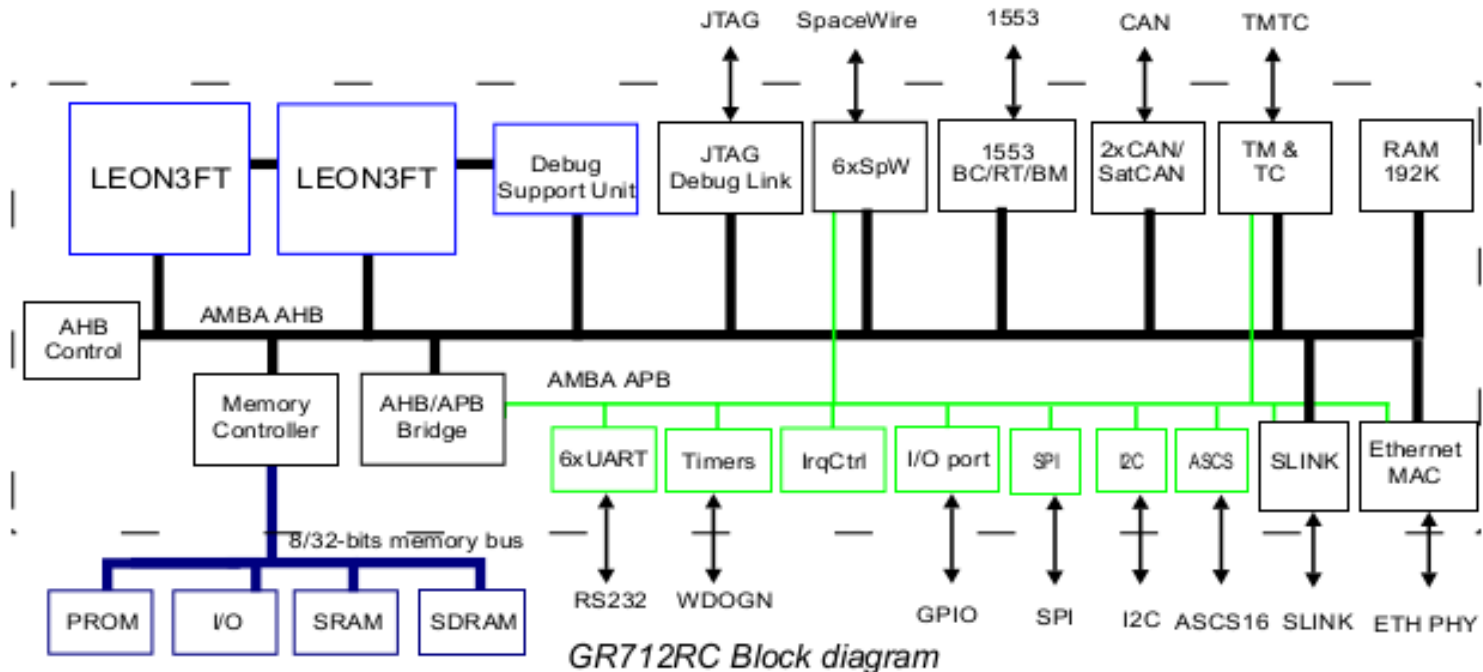 JTAG
SpaceWire
1553
CAN
TMTC
LEON3FT
LEON3FT
Debug
Support Unit
JTAG
Debug Link
6xSpW
1553
BC/RT/BM
2xCAN/
SatCAN
TM &
TC
RAM
192K
AHB
Control
AMBA AHB
Memory
Controller
AHB/APB
Bridge
AMBA APB
6xUART
Timers
IrqCtrl
I/O port
SPI
I2C
ASCS
SLINK
Ethernet
MAC
8/32-bits memory bus
PROM
I/O
SRAM
SDRAM
RS232
WDOGN
GPIO
SPI
I2C
ASCS16
SLINK
ETH PHY
GR712RC Block diagram